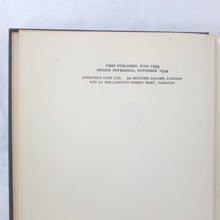 FIRST PUBLISHED JUNE 1934
SECOND IMPRESSION, NOVEMBER 1934
JONATHAN CAPE LTD. 30 BEDFORD SQUARE, LONDON
AND 91 WELLINGTON STREET WEST, TORONTO